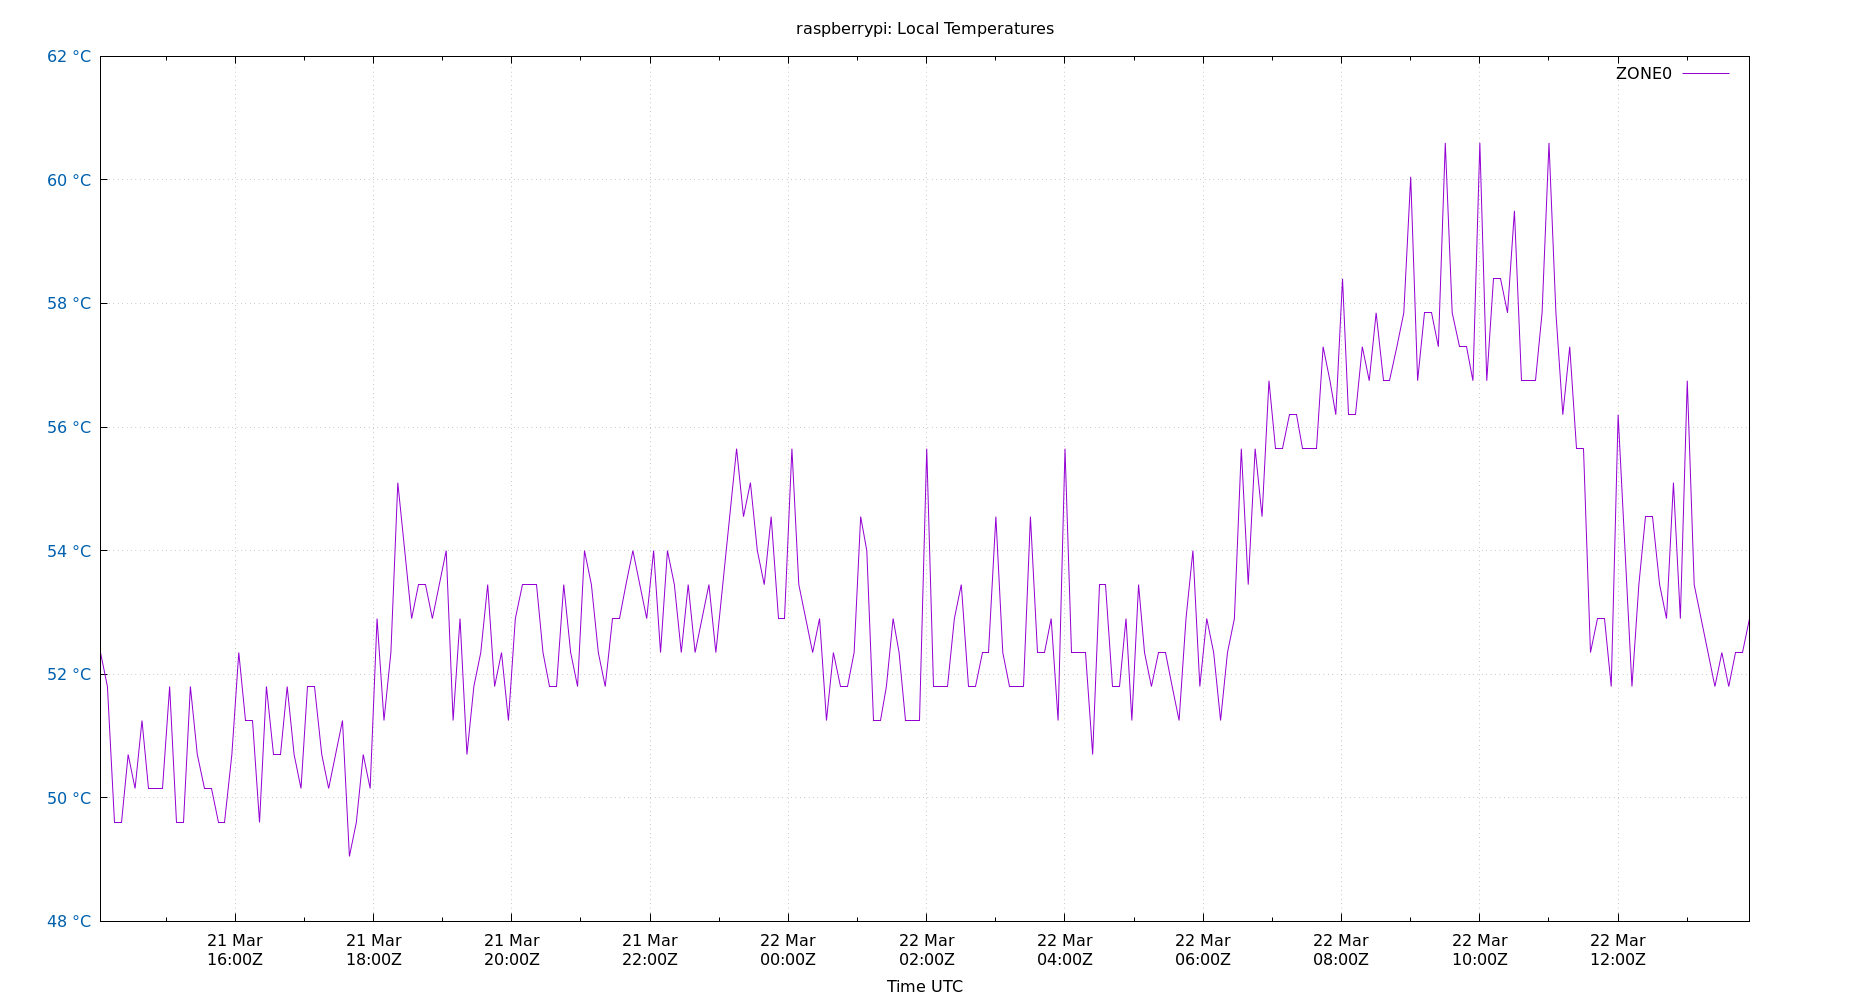 raspberrypi: Local Temperatures
62 °C
ZONE0
60 °C
58 °C
56 °C
54 °C
52 °C
50 °C
48 °C
21 Mar 21 Mar 21 Mar 21 Mar 22 Mar 22 Mar 22 Mar 22 Mar 22 Mar 22 Mar 22 Mar
16:00Z 18:00Z 20:00Z 22:00Z 00:00Z 02:00Z 04:00Z 06:00Z 08:00Z 10:00Z 12:00Z
Time UTC